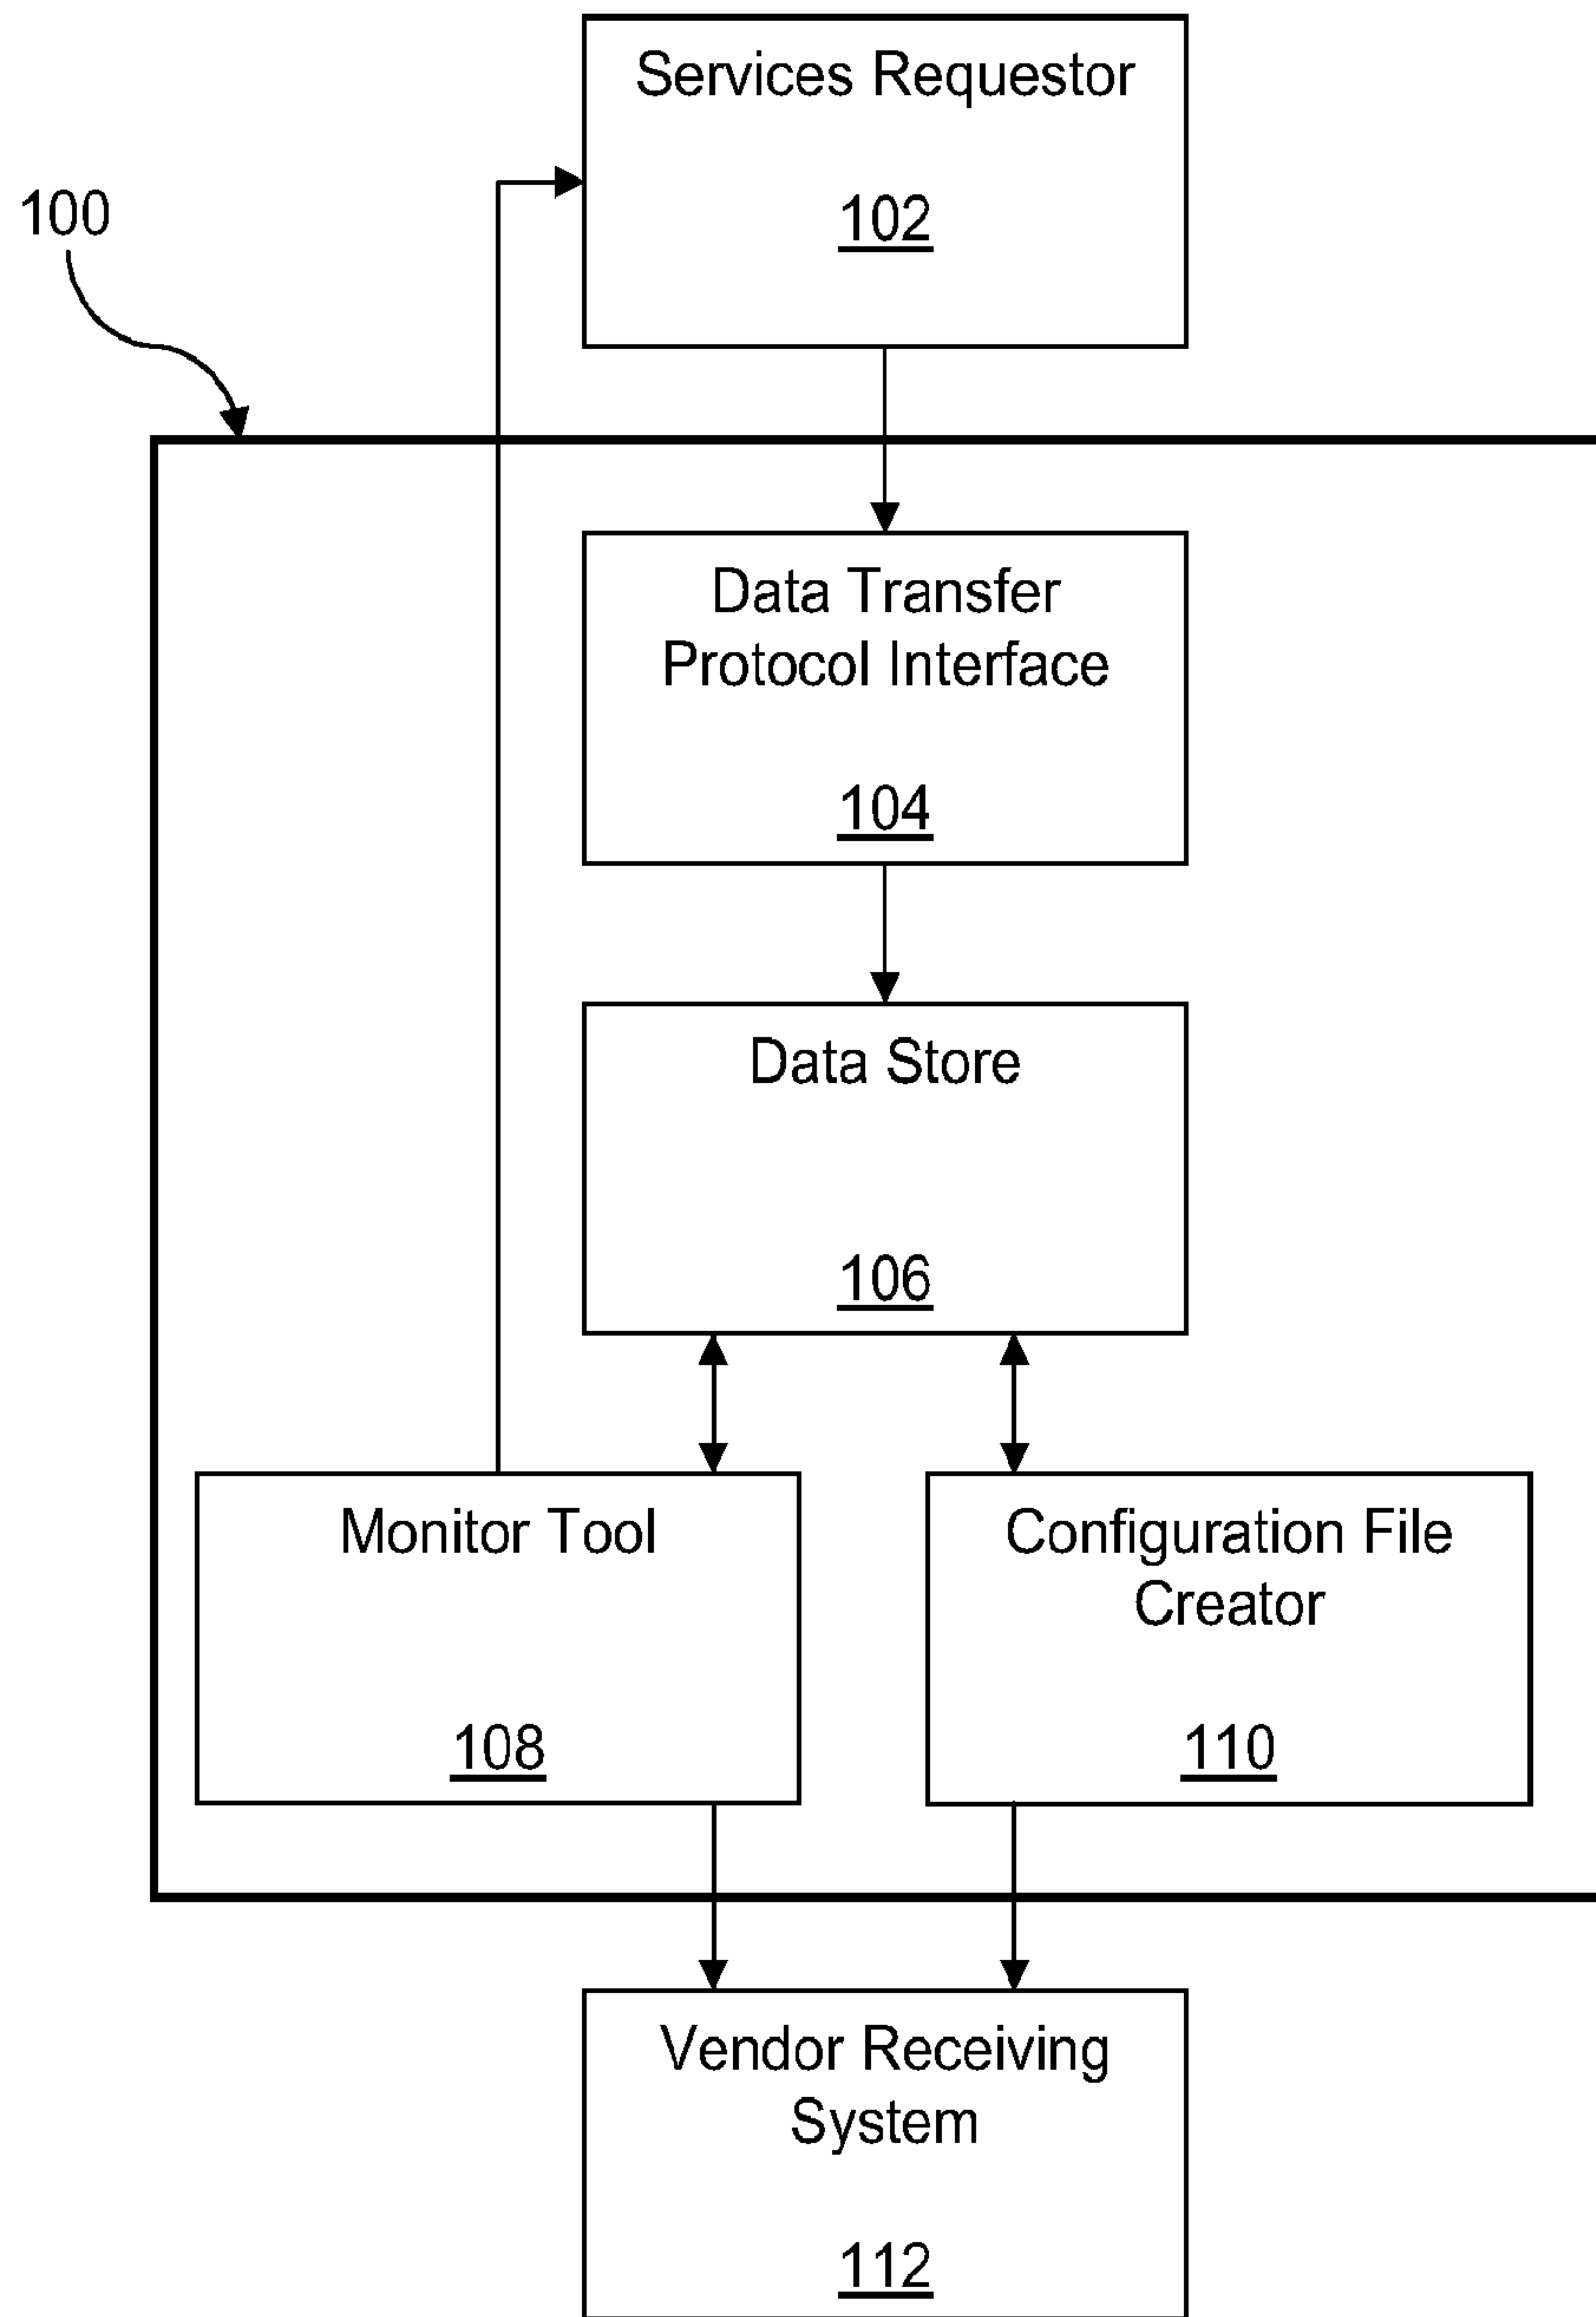 Services Requestor
102
100
Data Transfer
Protocol Interface
104
Data Store
106
Monitor Tool
108
Configuration File
Creator
110
Vendor Receiving
System
112